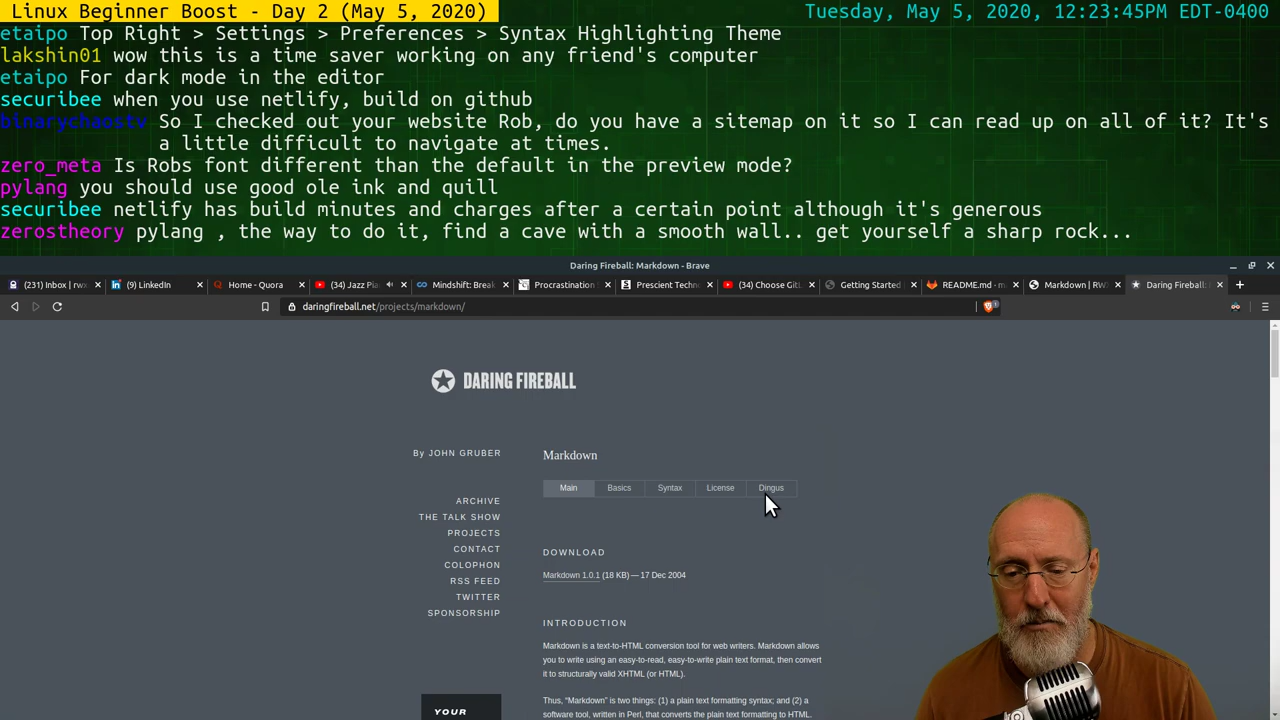 Linux Beginner Boost - Day 2 (May 5, 2020)
Tuesday, May 5, 2020, 12:23:45PM EDT-0400
etaipo Top Right > Settings > Preferences > Syntax Highlighting Theme
lakshin01 wow this is a time saver working on any friend's computer
etaipo For dark mode in the editor
securibee when you use netlify, build on github
binarychaostv So I checked out your website Rob, do you have a sitemap on it so I can read up on all of it? It's
a little difficult to navigate at times.
zero_meta Is Robs font different than the default in the preview mode?
pylang you should use good ole ink and quill
securibee netlify has build minutes and charges after a certain point although it's generous
zerostheory pylang , the way to do it, find a cave with a smooth wall.. get yourself a sharp rock...
Daring Fireball: Markdown - Brave
(231) Inbox | rwx
(9) LinkedIn
Home - Quora
(34) Jazz Pia
Mindshift: Break
Procrastination
Prescient Techn
(34) Choose GitL
Getting Started
README.md - m
Markdown | RW
Daring Fireball:
daringfireball.net/projects/markdown/
1
DARING FIREBALL
By JOHN GRUBER
ARCHIVE
THE TALK SHOW
PROJECTS
CONTACT
COLOPHON
RSS FEED
TWITTER
SPONSORSHIP
YOUR
Markdown
Main Basics Syntax License Dingus
DOWNLOAD
Markdown 1.0.1 (18 KB) — 17 Dec 2004
INTRODUCTION
Markdown is a text-to-HTML conversion tool for web writers. Markdown allows
you to write using an easy-to-read, easy-to-write plain text format, then convert
it to structurally valid XHTML (or HTML).
Thus, “Markdown” is two things: (1) a plain text formatting syntax; and (2) a
software tool, written in Perl, that converts the plain text formatting to HTML.